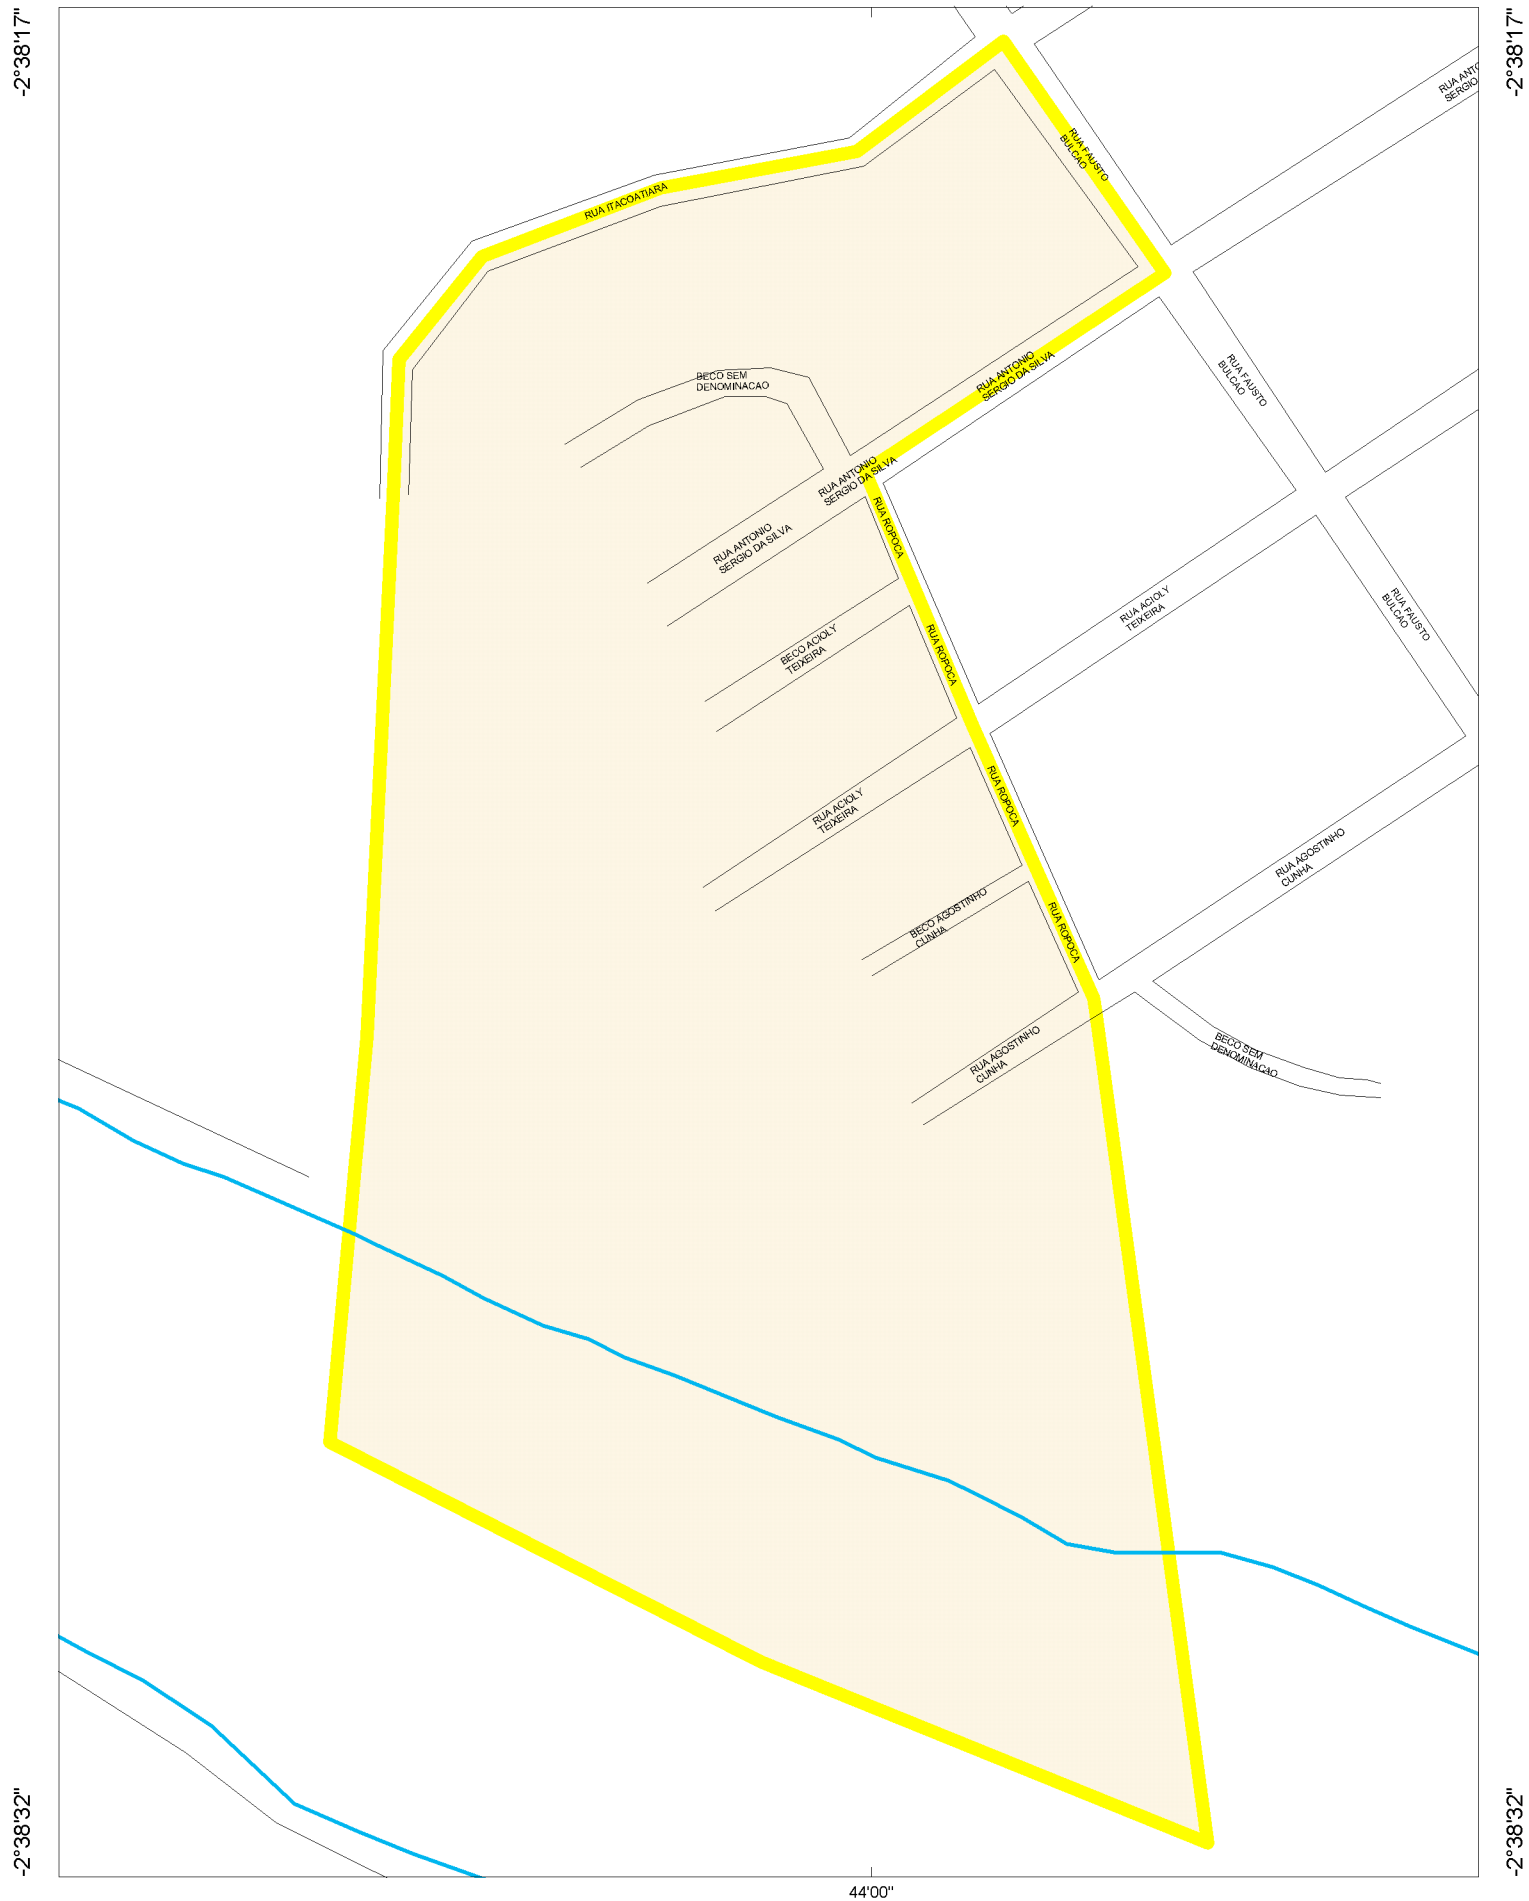 -2°38'17"
-2°38'17"
RUA ANTO
SERGIO
RUA FAUSTO
BULCAO
RUA ITACOATIARA
RUA ANTONIO
SERGIO DA SILVA
RUA FAUSTO
BULCAO
BECO SEM
DENOMINACAO
RUA ANTONIO
SERGIO DA SILVA
RUA ROPOCA
RUA ANTONIO
SERGIO DA SILVA
RUA ACIOLY
TEIXEIRA
RUA FAUSTO
BULCAO
BECO ACIOLY
TEIXEIRA
RUA ROPOCA
RUA ACIOLY
TEIXEIRA
RUA ROPOCA
RUA AGOSTINHO
CUNHA
BECO AGOSTINHO
CUNHA
RUA ROPOCA
RUA AGOSTINHO
CUNHA
BECO SEM
DENOMINACAO
-2°38'32"
-2°38'32"
44'00"